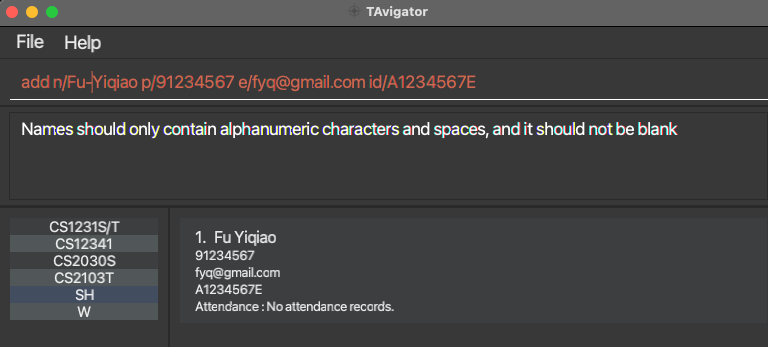 TAvigator
File Help
add n/Fu-Yiqiao p/91234567 e/fyq@gmail.com id/A1234567E
Names should only contain alphanumeric characters and spaces, and it should not be blank
CS1231S/T
CS12341
CS2030S
CS2103T
SH
W
1. Fu Yiqiao
91234567
fyq@gmail.com
A1234567E
Attendance : No attendance records.